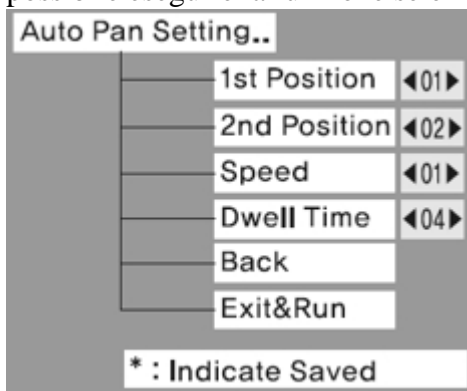 Auto Pan Setting..
1st Position ◀01▶
2nd Position ◀02▶
Speed ◀01▶
Dwell Time ◀04▶
Back
Exit&Run
* : Indicate Saved